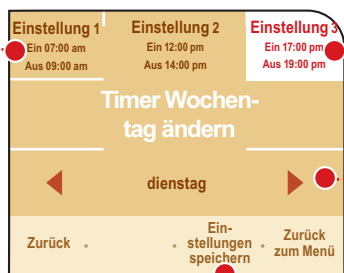 Einstellung 1
Ein 07:00 am
Aus 09:00 am
Einstellung 2
Ein 12:00 pm
Aus 14:00 pm
Einstellung 3
Ein 17:00 pm
Aus 19:00 pm
Timer Wochen-
tag ändern
dienstag
Zurück
Ein-
stellungen
speichern
Zurück
zum Menü